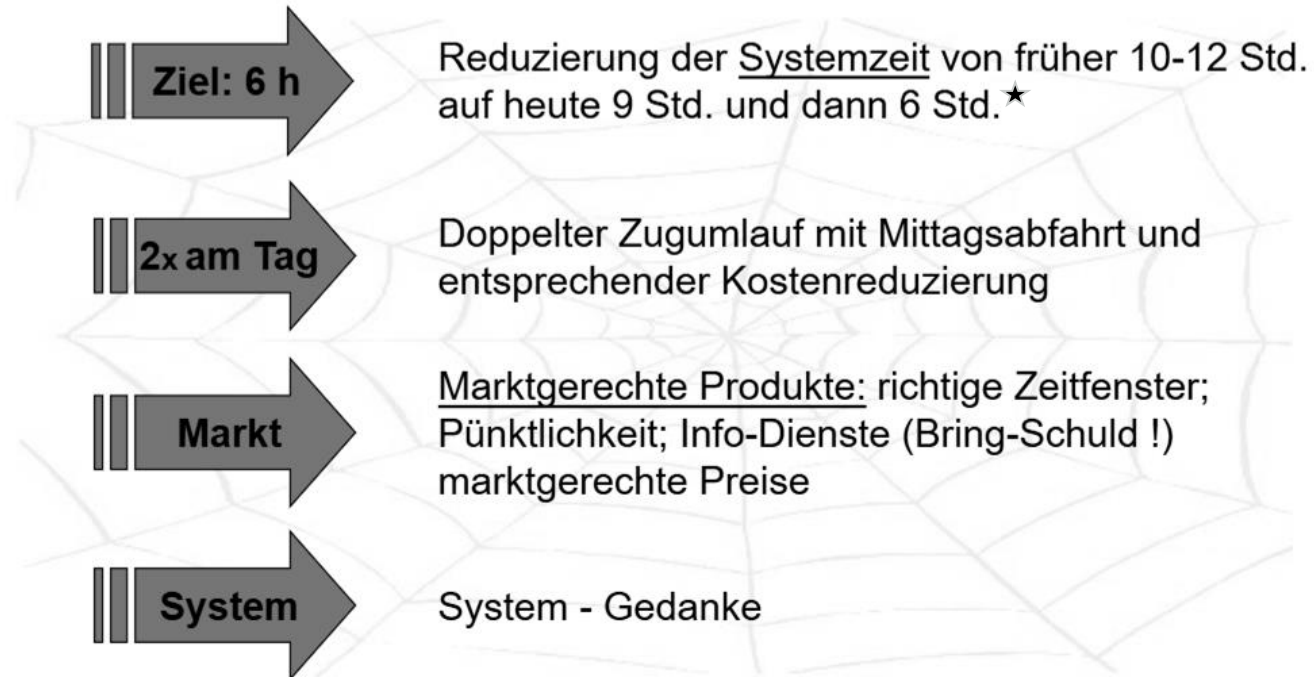 Ziel: 6 h
Reduzierung der Systemzeit von früher 10-12 Std.
auf heute 9 Std. und dann 6 Std.★
2x am Tag
Doppelter Zugumlauf mit Mittagsabfahrt und
entsprechender Kostenreduzierung
Markt
Marktgerechte Produkte: richtige Zeitfenster;
Pünktlichkeit; Info-Dienste (Bring-Schuld !)
marktgerechte Preise
System
System - Gedanke